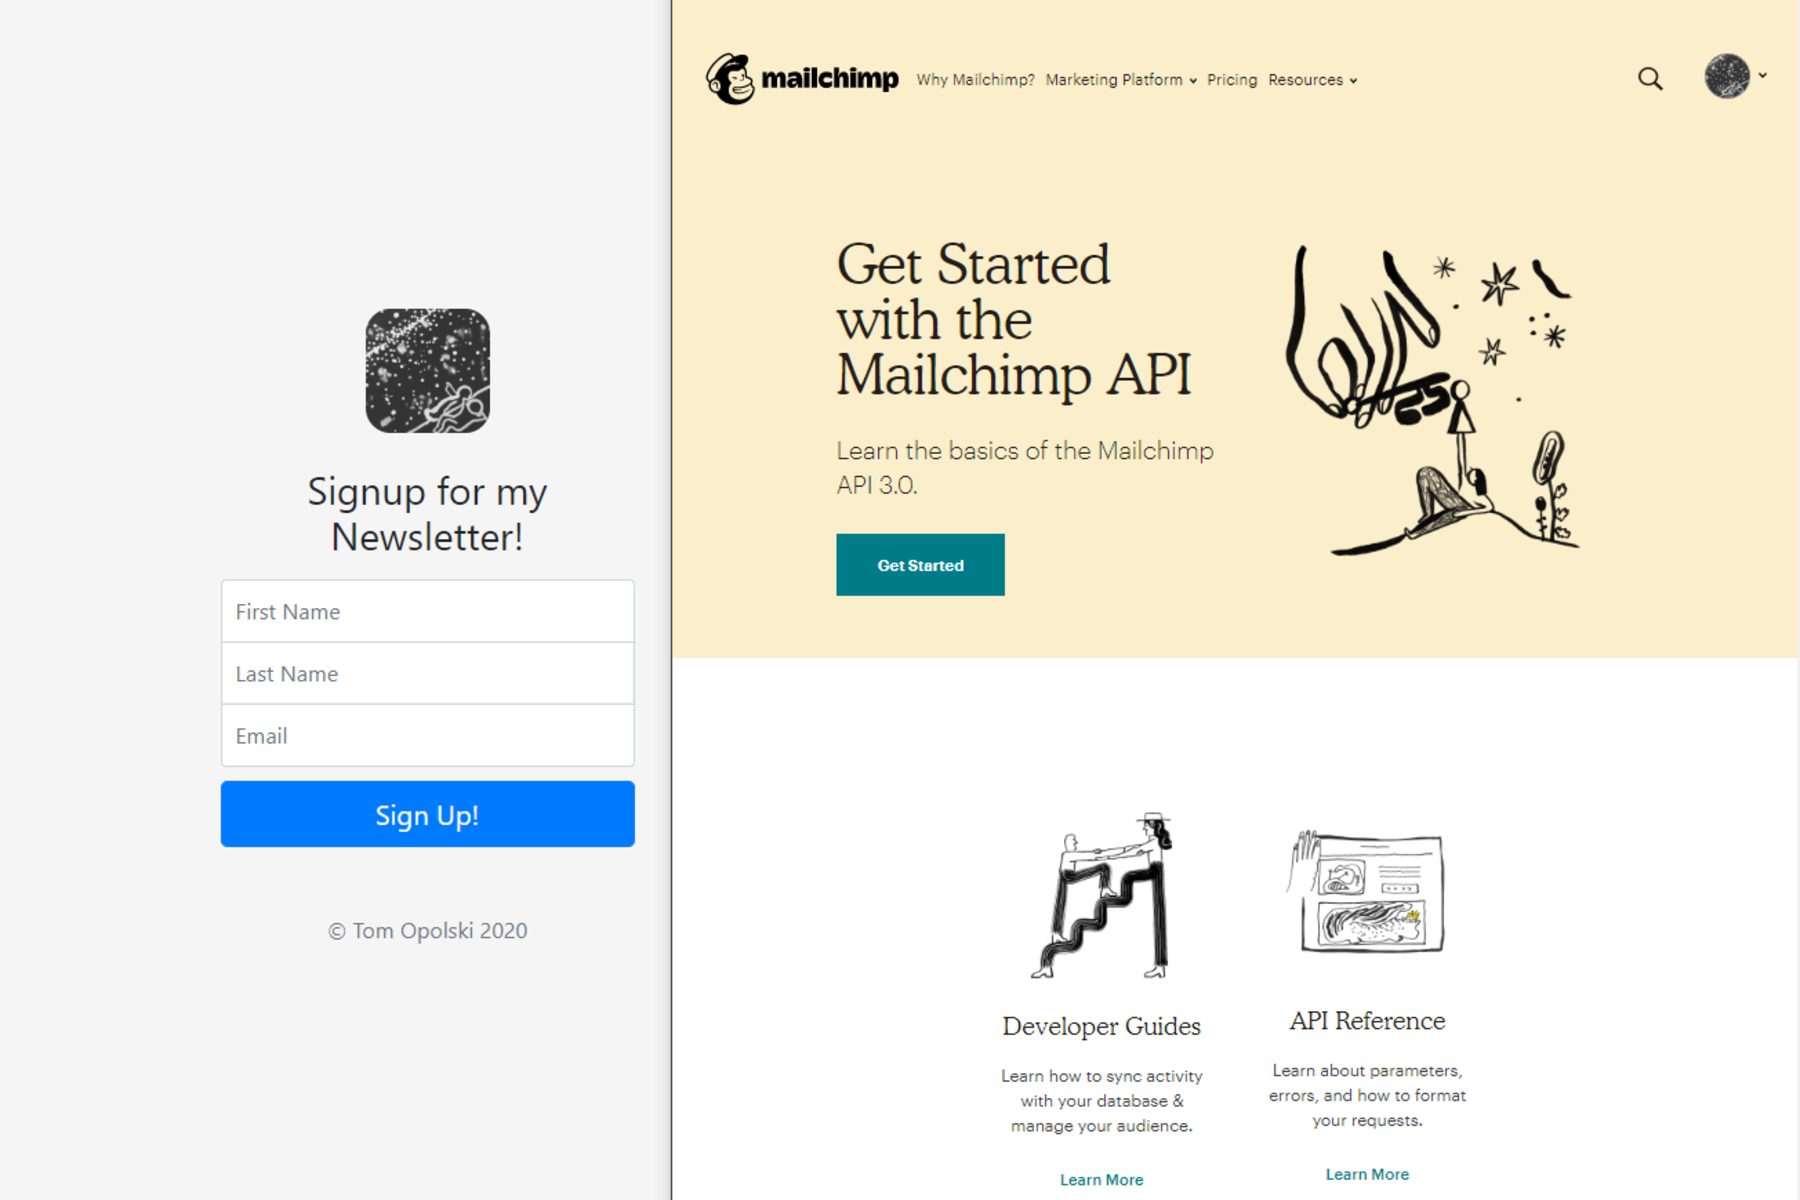 Signup for my
Newsletter!
First Name
Last Name
Email
Sign Up!
© Tom Opolski 2020
mailchimp
Why Mailchimp? Marketing Platform Pricing Resources
Get Started
with the
Mailchimp API
Learn the basics of the Mailchimp
API 3.0.
Get Started
Developer Guides
Learn how to sync activity
with your database &
manage your audience.
Learn More
API Reference
Learn about parameters,
errors, and how to format
your requests.
Learn More